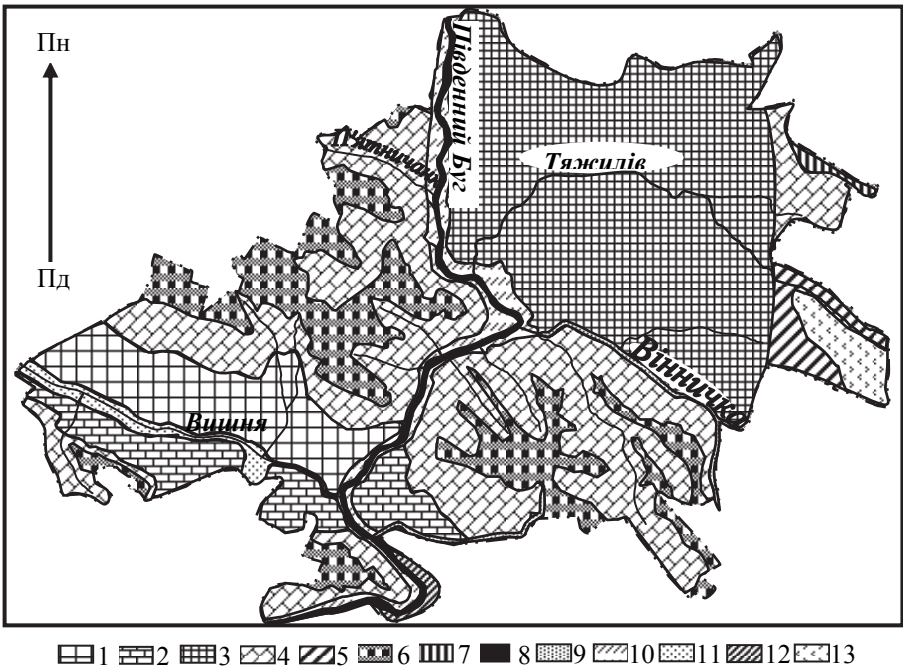 Пн
Південний Буг
П'ятничанка
Тяжилів
Пд
Вінничка
Вишня
1 2 3 4 5 6 7 8 9 10 11 12 13